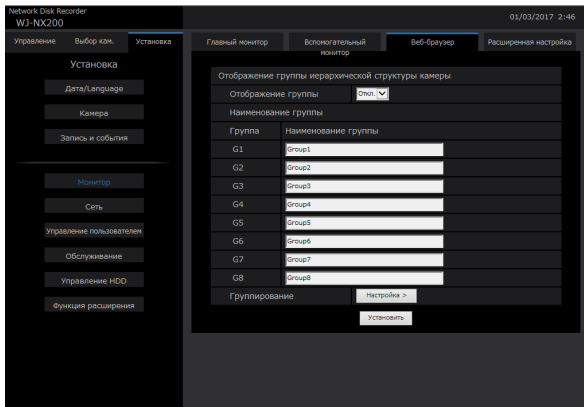 Network Disk Recorder
WJ-NX200
01/03/2017 2:46
Управление Выбор кам. Установка
Главный монитор Вспомогательный монитор Веб-браузер Расширенная настройка
Установка
Дата/Language
Камера
Запись и события
Монитор
Сеть
Управление пользователем
Обслуживание
Управление HDD
Функция расширения
Отображение группы иерархической структуры камеры
Отображение группы Откл.
Наименование группы
Группа Наименование группы
G1 Group1
G2 Group2
G3 Group3
G4 Group4
G5 Group5
G6 Group6
G7 Group7
G8 Group8
Группирование Настройка >
Установить